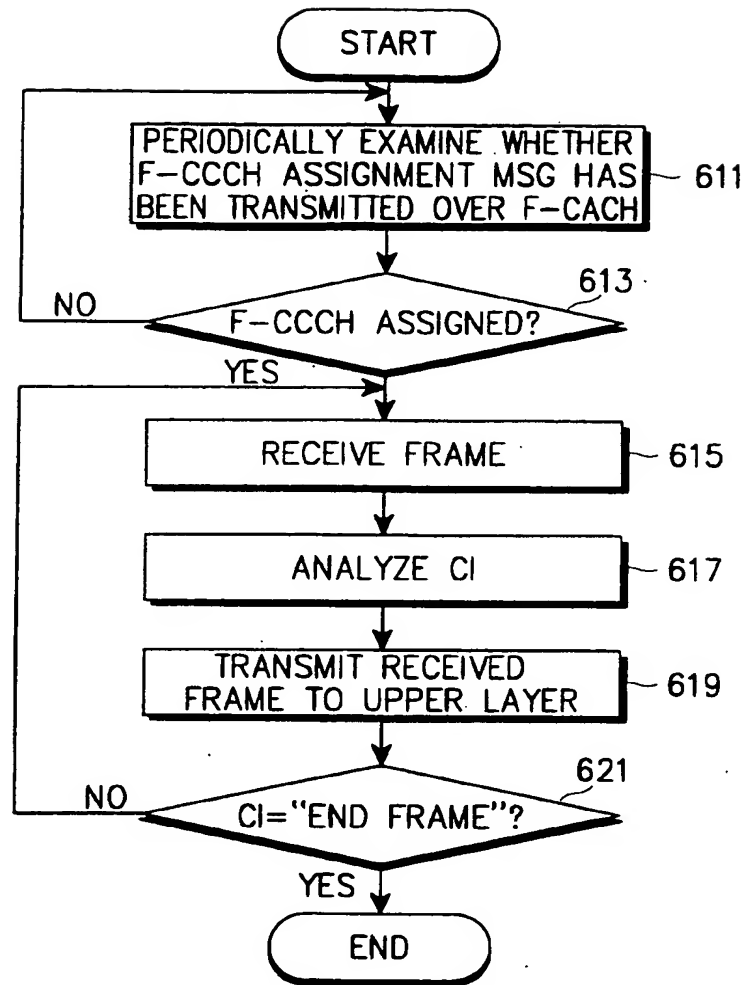 START
PERIODICALLY EXAMINE WHETHER
F-CCCH ASSIGNMENT MSG HAS
BEEN TRANSMITTED OVER F-CACH
611
613
NO
F-CCCH ASSIGNED?
YES
RECEIVE FRAME
615
ANALYZE CI
617
TRANSMIT RECEIVED
FRAME TO UPPER LAYER
619
621
NO
CI="END FRAME"?
YES
END